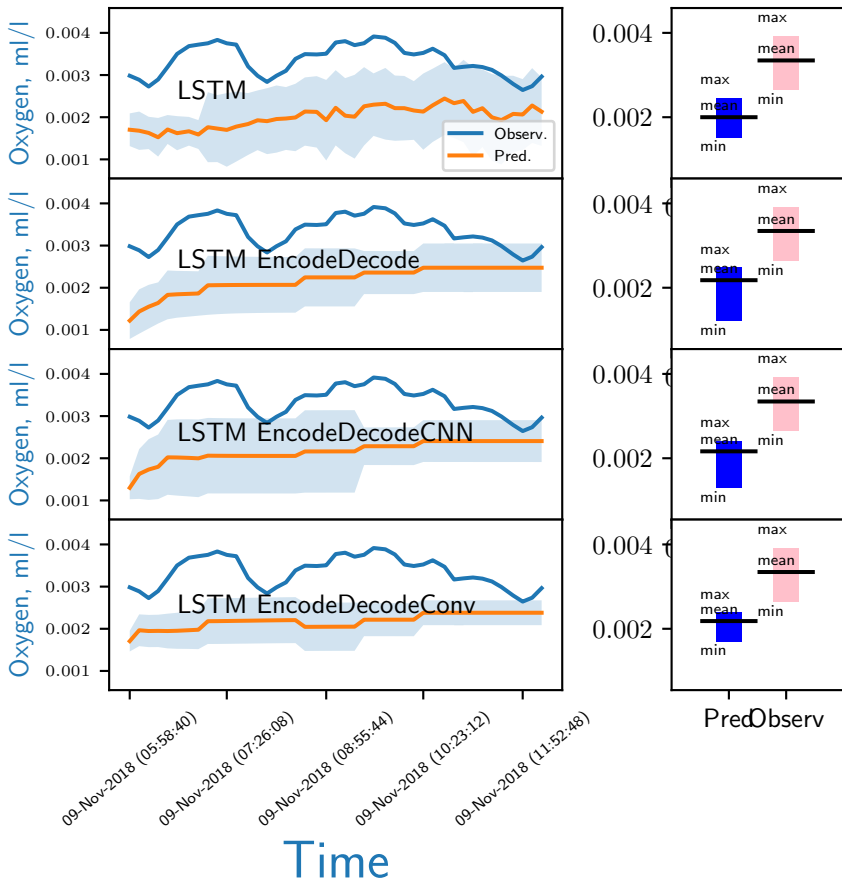 Oxygen, ml/l
0.004
0.003
0.002
0.001
LSTM
Observ.
Pred.
0.004
0.002
max
mean
min
max
mean
min
Oxygen, ml/l
0.004
0.003
0.002
0.001
LSTM EncodeDecode
0.004
0.002
max
mean
min
max
mean
min
Oxygen, ml/l
0.004
0.003
0.002
0.001
LSTM EncodeDecodeCNN
0.004
0.002
max
mean
min
max
mean
min
Oxygen, ml/l
0.004
0.003
0.002
0.001
LSTM EncodeDecodeConv
0.004
0.002
max
mean
min
max
mean
min
Pred
Observ
09-Nov-2018 (05:58:40)
09-Nov-2018 (07:26:08)
09-Nov-2018 (08:55:44)
09-Nov-2018 (10:23:12)
09-Nov-2018 (11:52:48)
Time